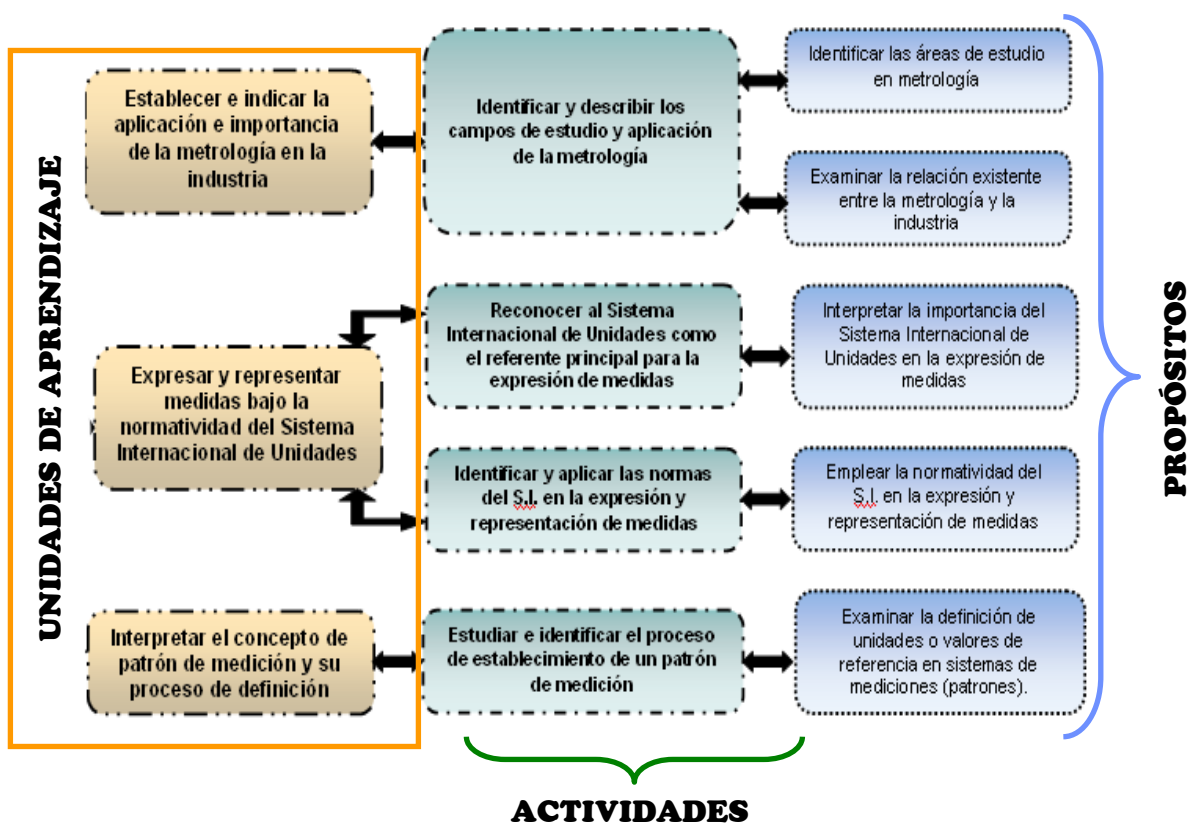 UNIDADES DE APRENDIZAJE
Establecer e indicar la
aplicación e importancia
de la metrología en la
industria
Expresar y representar
medidas bajo la
normatividad del Sistema
Internacional de Unidades
Interpretar el concepto de
patrón de medición y su
proceso de definición
Identificar y describir los
campos de estudio y aplicación
de la metrología
Reconocer al Sistema
Internacional de Unidades como
el referente principal para la
expresión de medidas
Identificar y aplicar las normas
del S.I. en la expresión y
representación de medidas
Estudiar e identificar el proceso
de establecimiento de un patrón
de medición
Identificar las áreas de estudio
en metrología
Examinar la relación existente
entre la metrología y la
industria
Interpretar la importancia del
Sistema Internacional de
Unidades en la expresión de
medidas
Emplear la normatividad del
S.I. en la expresión y
representación de medidas
Examinar la definición de
unidades o valores de
referencia en sistemas de
mediciones (patrones).
PROPÓSITOS
ACTIVIDADES